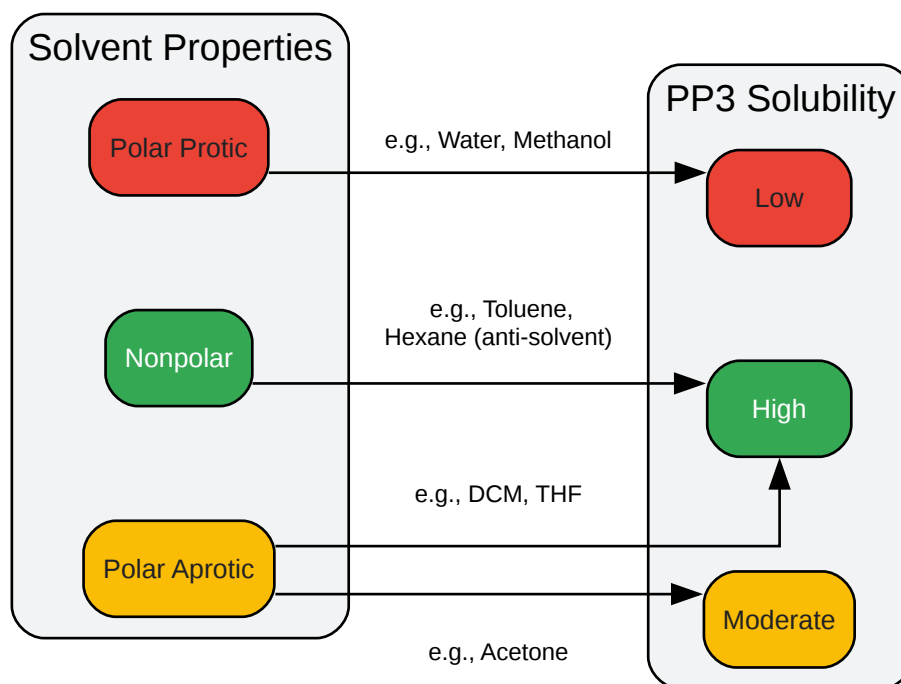 Solvent Properties
PP3 Solubility
Polar Protic
e.g., Water, Methanol
Low
e.g., Toluene,
Hexane (anti-solvent)
Nonpolar
High
e.g., DCM, THF
Polar Aprotic
Moderate
e.g., Acetone